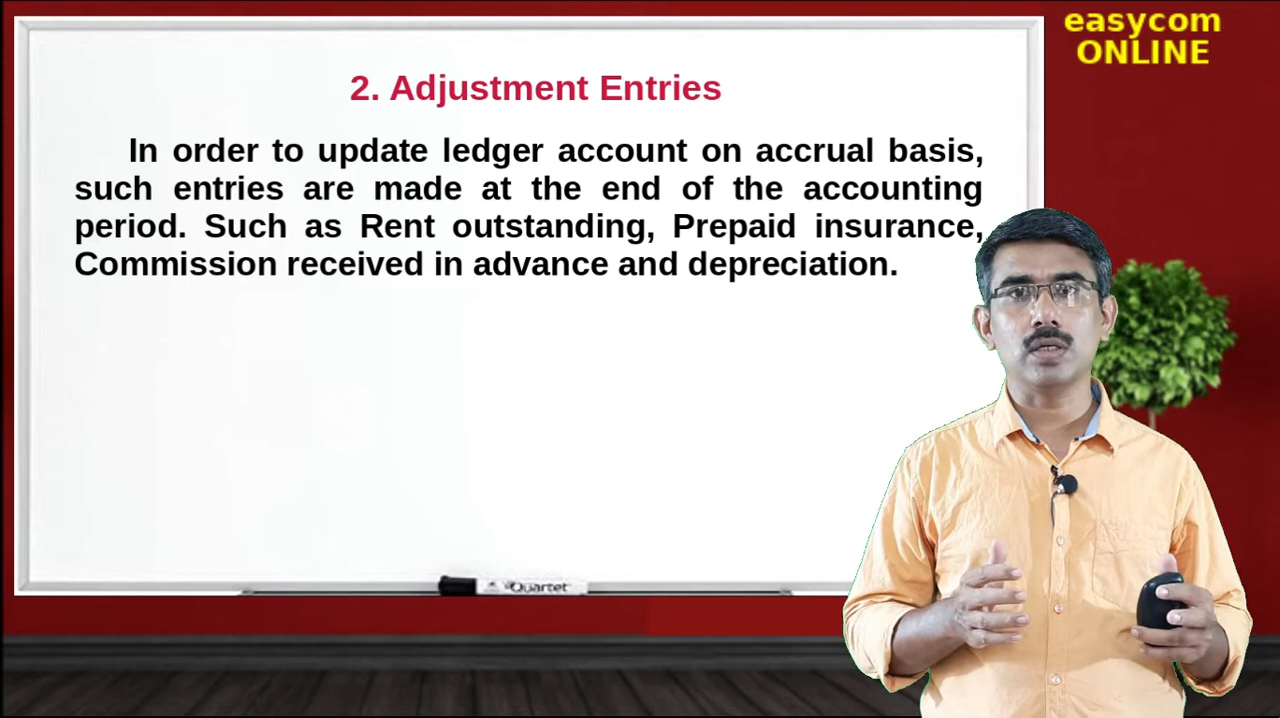 easycom
ONLINE
2. Adjustment Entries
In order to update ledger account on accrual basis,
such entries are made at the end of the accounting
period. Such as Rent outstanding, Prepaid insurance,
Commission received in advance and depreciation.
Quartet